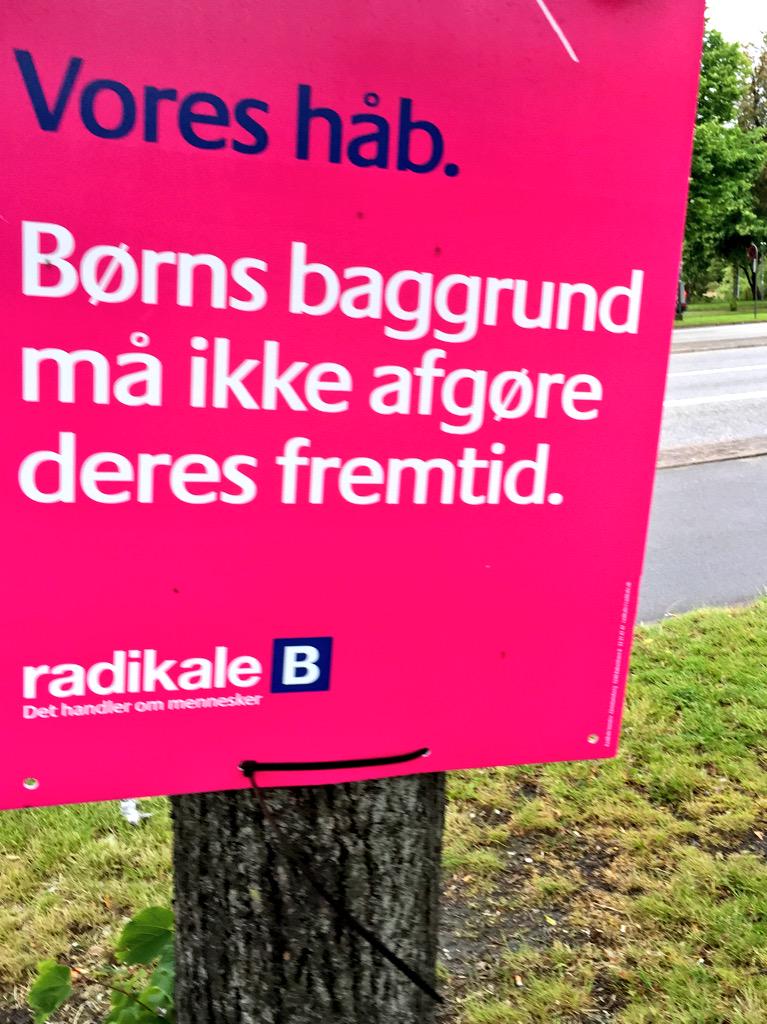 Vores håb.
Børns baggrund
må ikke afgøre
deres fremtid.
radikale B
Det handler om mennesker